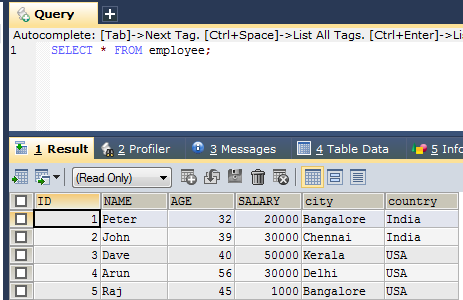 Query
Autocomplete: [Tab]->Next Tag. [Ctrl+Space]->List All Tags. [Ctrl+Enter]->Li
1 SELECT * FROM employee;
1 Result 2 Profiler 3 Messages 4 Table Data 5 Info
(Read Only)
ID NAME AGE SALARY city country
1 Peter 32 20000 Bangalore India
2 John 39 30000 Chennai India
3 Dave 40 50000 Kerala USA
4 Arun 56 30000 Delhi USA
5 Raj 45 1000 Bangalore USA